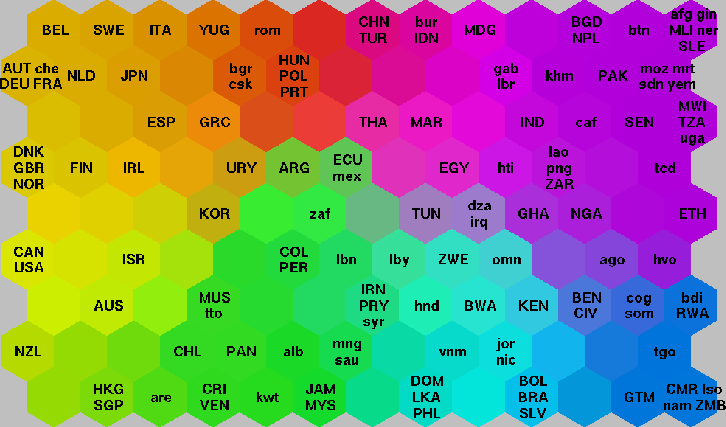 BEL SWE ITA YUG rom CHN bur MDG BGD btn afg gin
TUR IDN NPL MLI ner
SLE
AUT che NLD JPN bgr HUN gab khm PAK moz mrt
DEU FRA csk POL lbr sdn yem
PRT
ESP GRC THA MAR IND caf SEN MWI
TZA
uga
DNK FIN IRL URY ARG ECU EGY hti lao tcd
GBR mex png
NOR ZAR
KOR zaf TUN dza GHA NGA ETH
irq
CAN ISR COL lbn lby ZWE omn ago hvo
USA PER
AUS MUS IRN hnd BWA KEN BEN cog bdi
tto PRY CIV som RWA
syr
NZL CHL PAN alb mng vnm jor tgo
sau nic
HKG are CRI kwt JAM DOM BOL GTM CMR lso
SGP VEN MYS LKA BRA nam ZMB
PHL SLV